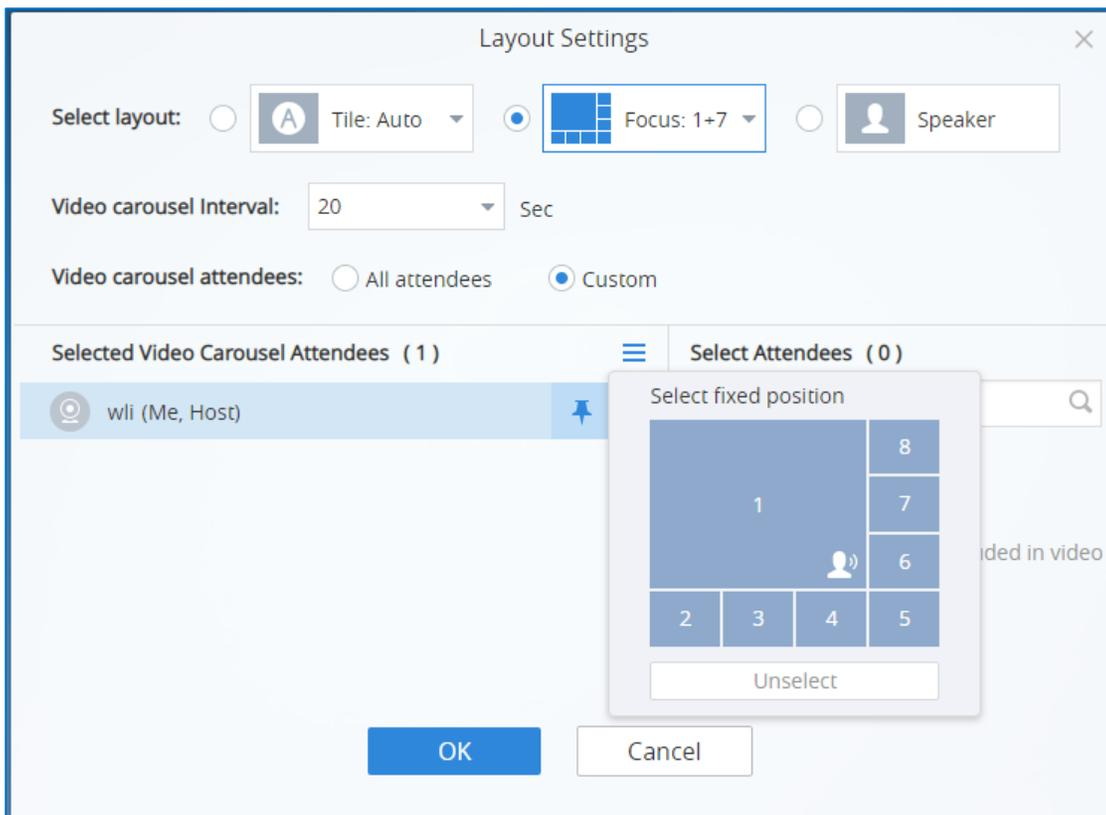 Layout Settings
Select layout:
A
Tile: Auto
Focus: 1+7
Speaker
Video carousel Interval:
20
Sec
Video carousel attendees:
All attendees
Custom
Selected Video Carousel Attendees ( 1 )
Select Attendees ( 0 )
wli (Me, Host)
Select fixed position
8
1
7
in video
6
2
3
4
5
Unselect
OK
Cancel